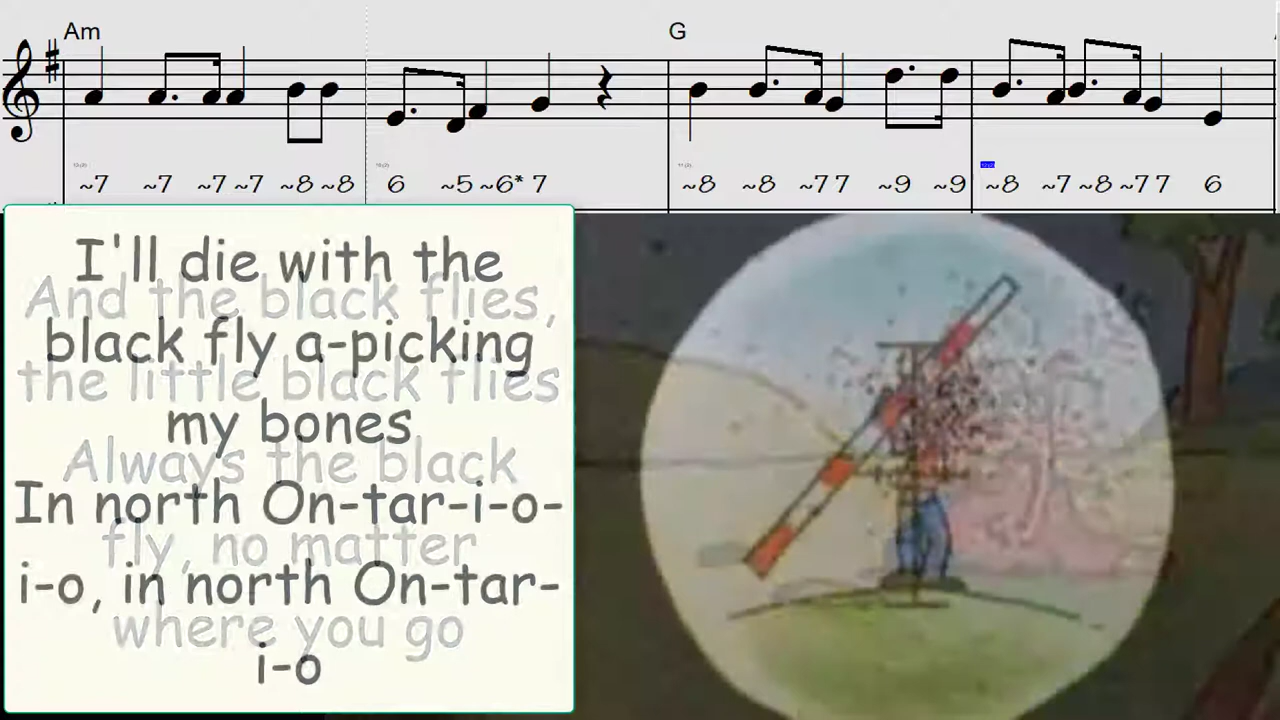 Am G
~7 ~7 ~7 ~7 ~8 ~8 6 ~5 ~6* 7 ~8 ~8 ~7 7 ~9 ~9 ~8 ~7 ~8 ~7 7 6
I'll die with the
And the black flies,
black fly a-picking
the little black flies
my bones
Always the black
In north On-tar-i-o-
fly, no matter
i-o, in north On-tar-
where you go
i-o